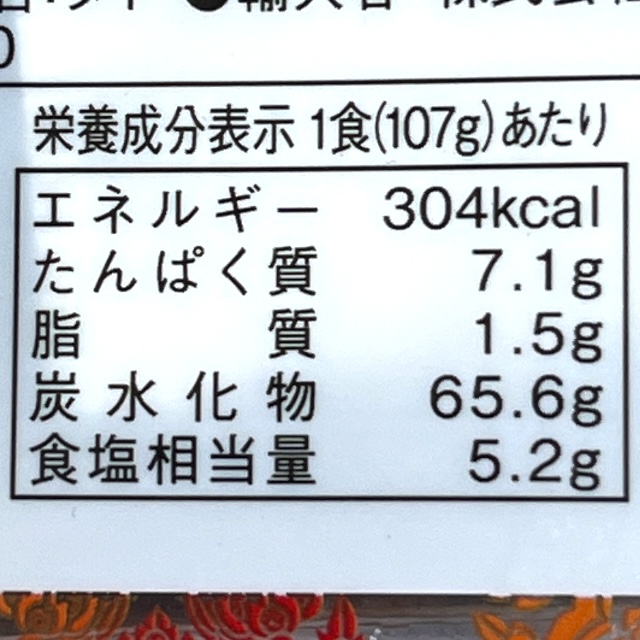 0
栄養成分表示 1食(107g)あたり
エネルギー 304kcal
たんぱく質 7.1g
脂質 1.5g
炭水化物 65.6g
食塩相当量 5.2g